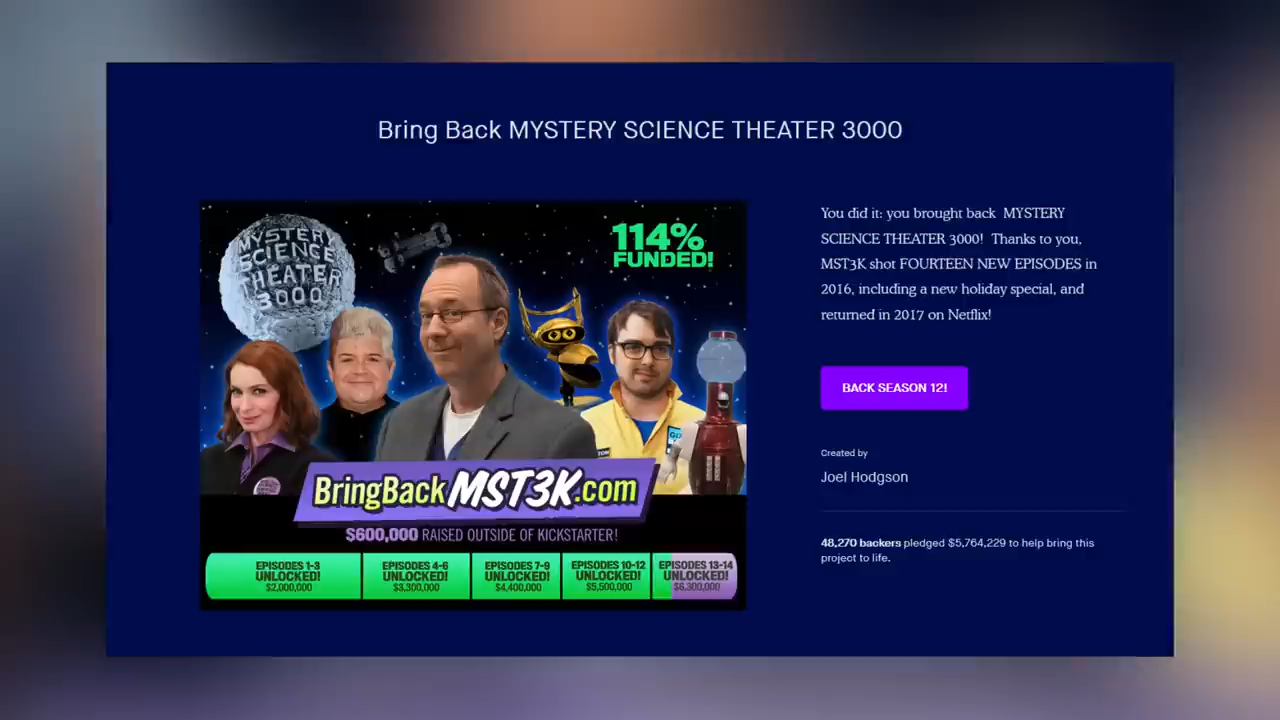 Bring Back MYSTERY SCIENCE THEATER 3000
MYSTERY
SCIENCE
THEATER
3000
114%
FUNDED!
BringBackMST3K.com
$600,000 RAISED OUTSIDE OF KICKSTARTER!
EPISODES 1-3
UNLOCKED!
$2,000,000
EPISODES 4-6
UNLOCKED!
$3,300,000
EPISODES 7-9
UNLOCKED!
$4,400,000
EPISODES 10-12
UNLOCKED!
$5,500,000
EPISODES 13-14
UNLOCKED!
$6,300,000
You did it: you brought back MYSTERY
SCIENCE THEATER 3000! Thanks to you,
MST3K shot FOURTEEN NEW EPISODES in
2016, including a new holiday special, and
returned in 2017 on Netflix!
BACK SEASON 12!
Created by
Joel Hodgson
48,270 backers pledged $5,764,229 to help bring this
project to life.